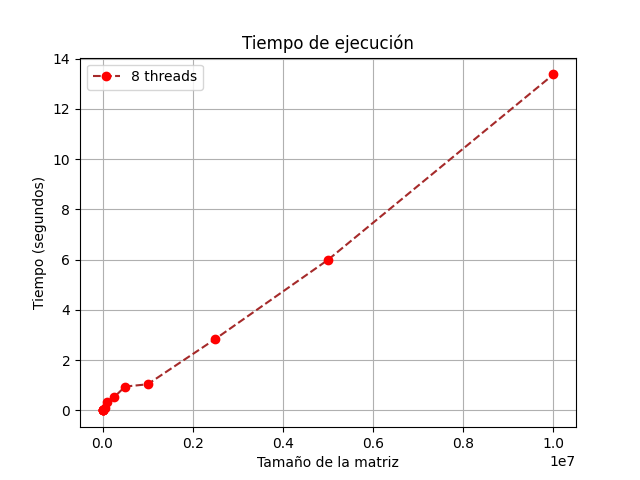 Tiempo de ejecución
8 threads
Tiempo (segundos)
14
12
10
8
6
4
2
0
0.0 0.2 0.4 0.6 0.8 1.0
1e7
Tamaño de la matriz